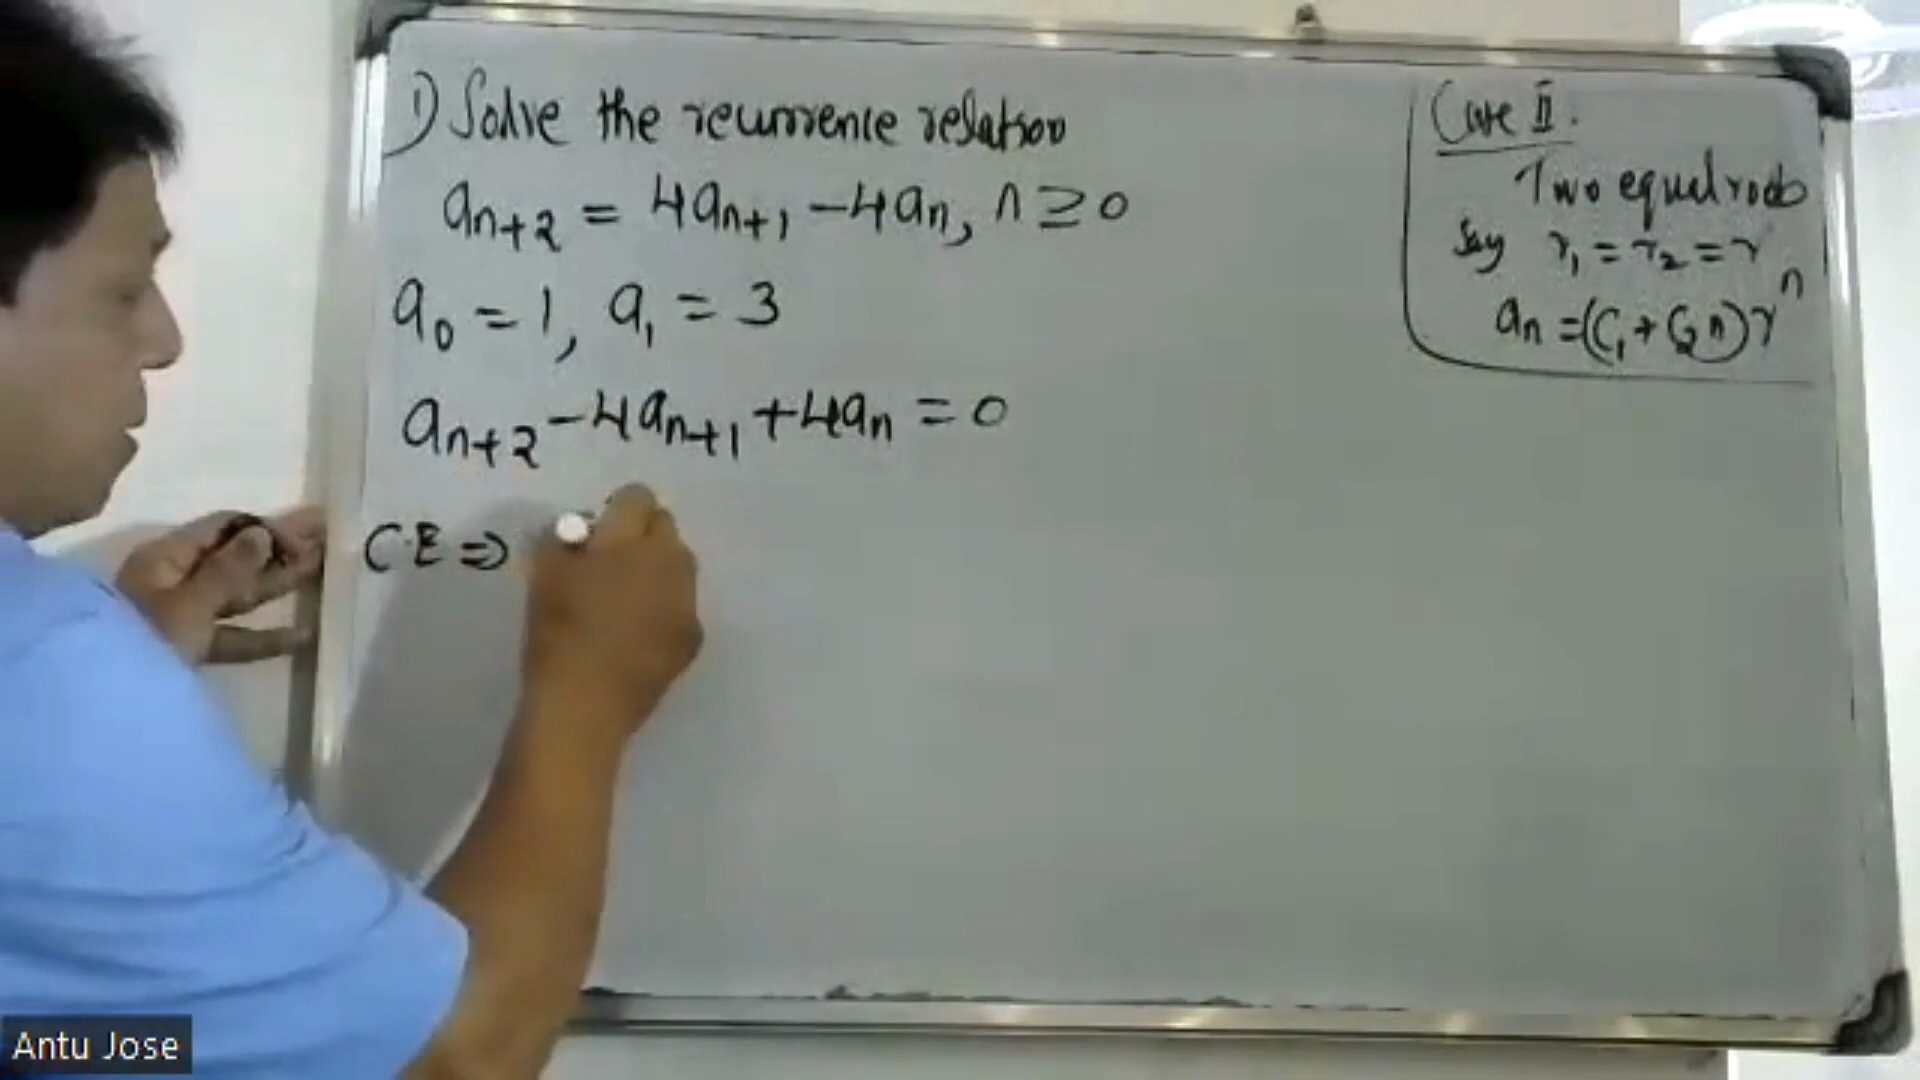 1) Solve the recurrence relation
aₙ₊₂ = 4aₙ₊₁ − 4aₙ, n ≥ 0
a₀ = 1, a₁ = 3
aₙ₊₂ − 4aₙ₊₁ + 4aₙ = 0
C.E ⇒
Case II.
Two equal roots
Say r₁ = r₂ = r
aₙ = (C₁ + C₂n) rⁿ
Antu Jose